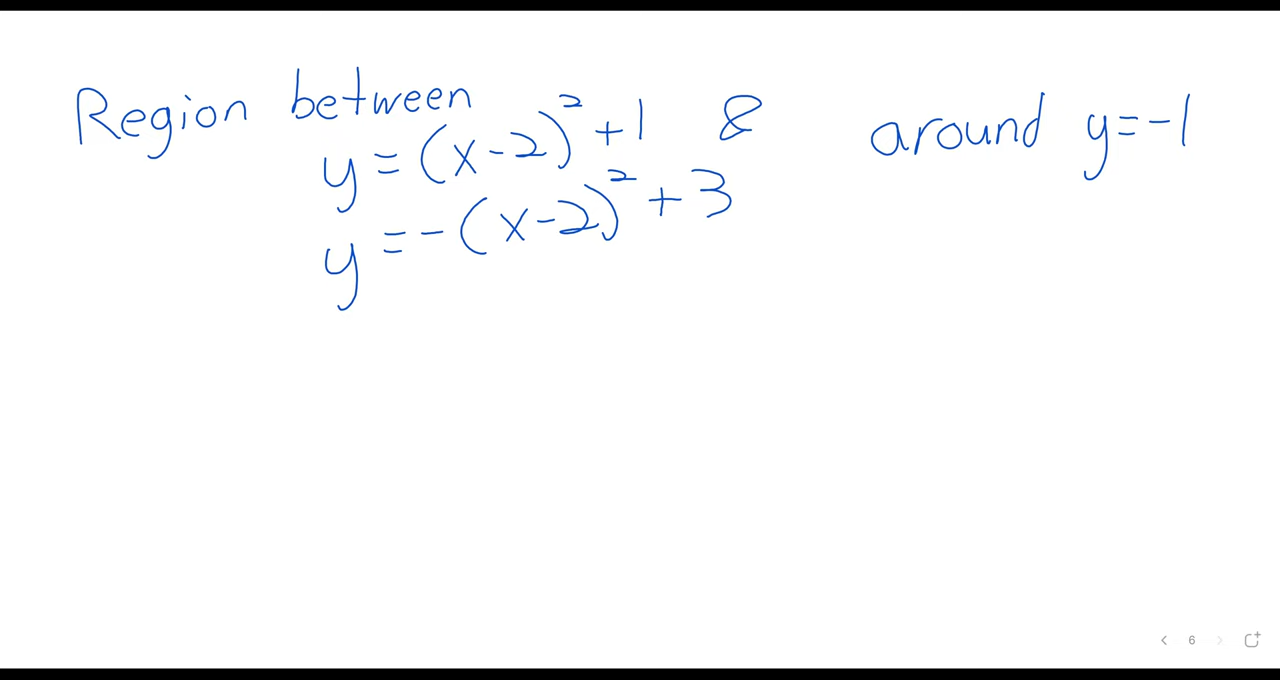 Region between
y = (x-2)² + 1 &
y = -(x-2)² + 3
around y = -1
6